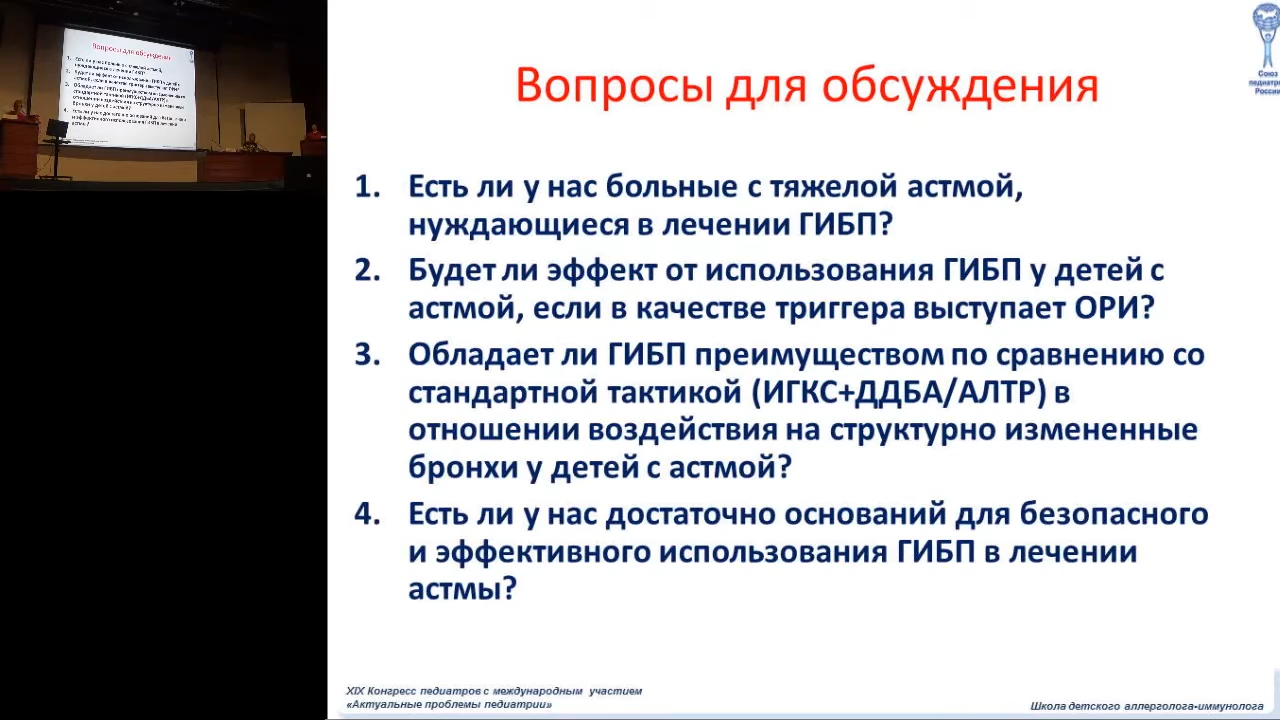 Вопросы для обсуждения
Союз
педиатров
России
1. Есть ли у нас больные с тяжелой астмой,
нуждающиеся в лечении ГИБП?
2. Будет ли эффект от использования ГИБП у детей с
астмой, если в качестве триггера выступает ОРИ?
3. Обладает ли ГИБП преимуществом по сравнению со
стандартной тактикой (ИГКС+ДДБА/АЛТР) в
отношении воздействия на структурно измененные
бронхи у детей с астмой?
4. Есть ли у нас достаточно оснований для безопасного
и эффективного использования ГИБП в лечении
астмы?
XIX Конгресс педиатров с международным участием
«Актуальные проблемы педиатрии»
Школа детского аллерголога-иммунолога